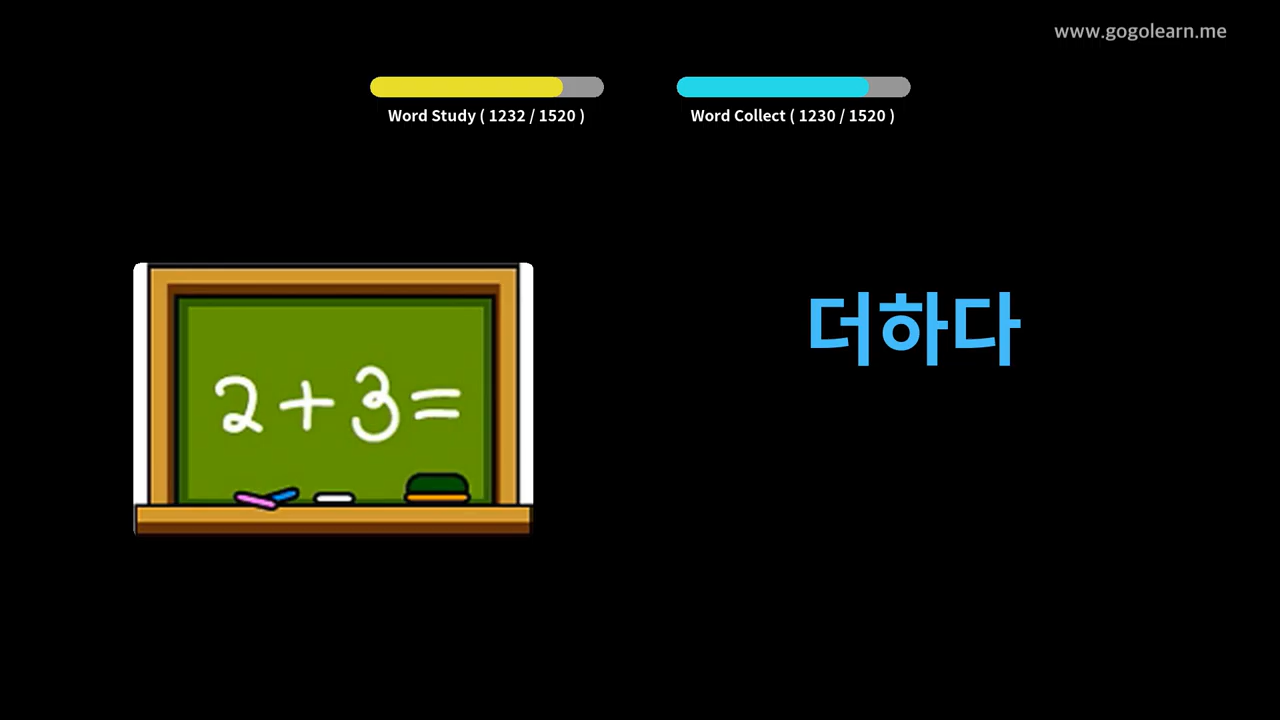 www.gogolearn.me
Word Study ( 1232 / 1520 )
Word Collect ( 1230 / 1520 )
더하다
2+3=